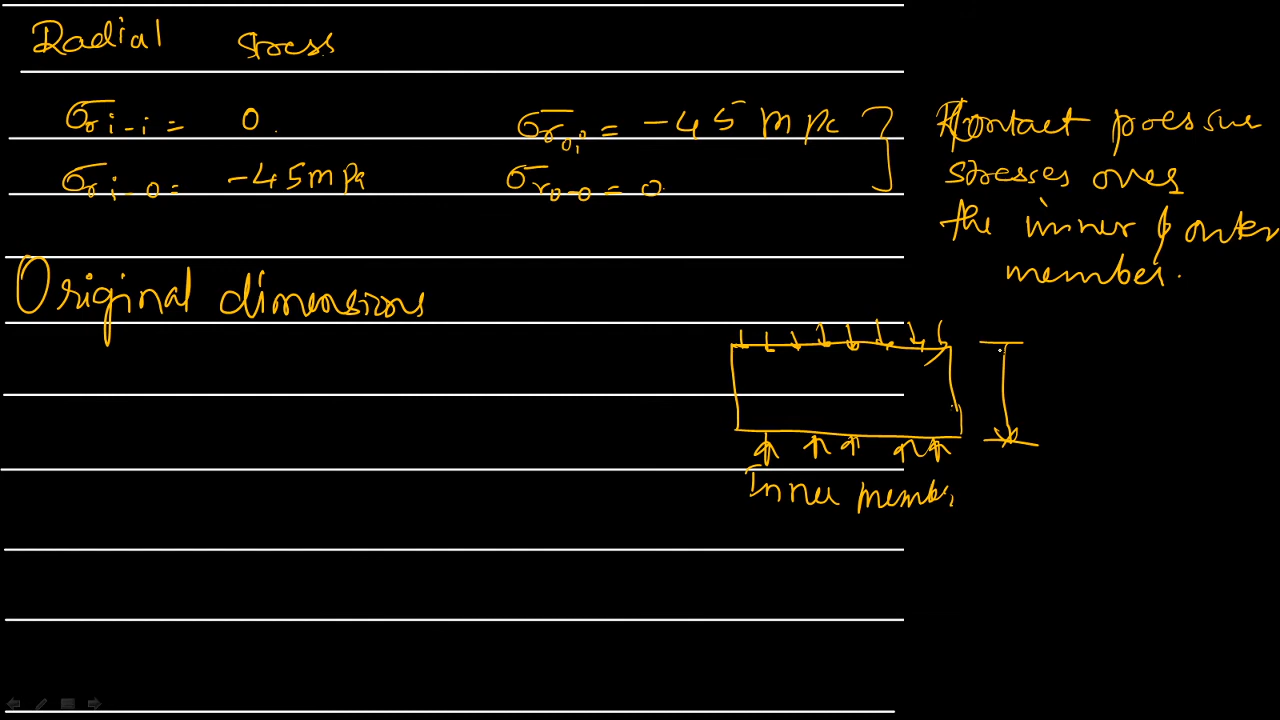 Radial stress
σri-i = 0. σroi = -45 MPa
σri-o = -45 MPa σro-o = 0.
Contact pressure
stresses over
the inner & outer
member.
Original dimensions
Inner member